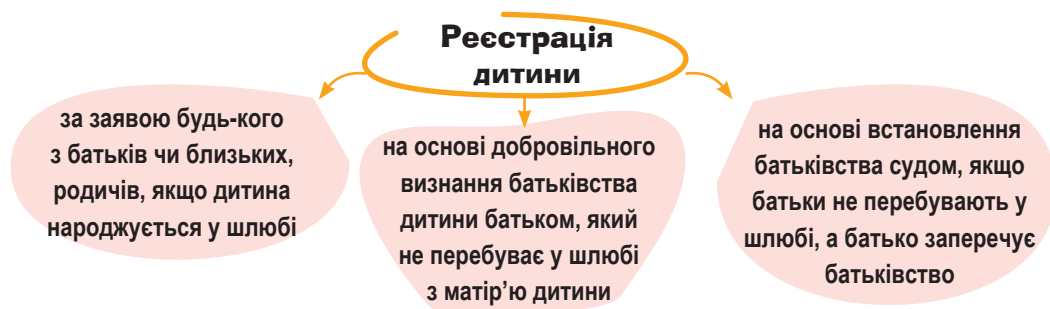 Реєстрація
дитини
за заявою будь-кого
з батьків чи близьких,
родичів, якщо дитина
народжується у шлюбі
на основі добровільного
визнання батьківства
дитини батьком, який
не перебуває у шлюбі
з матір’ю дитини
на основі встановлення
батьківства судом, якщо
батьки не перебувають у
шлюбі, а батько заперечує
батьківство